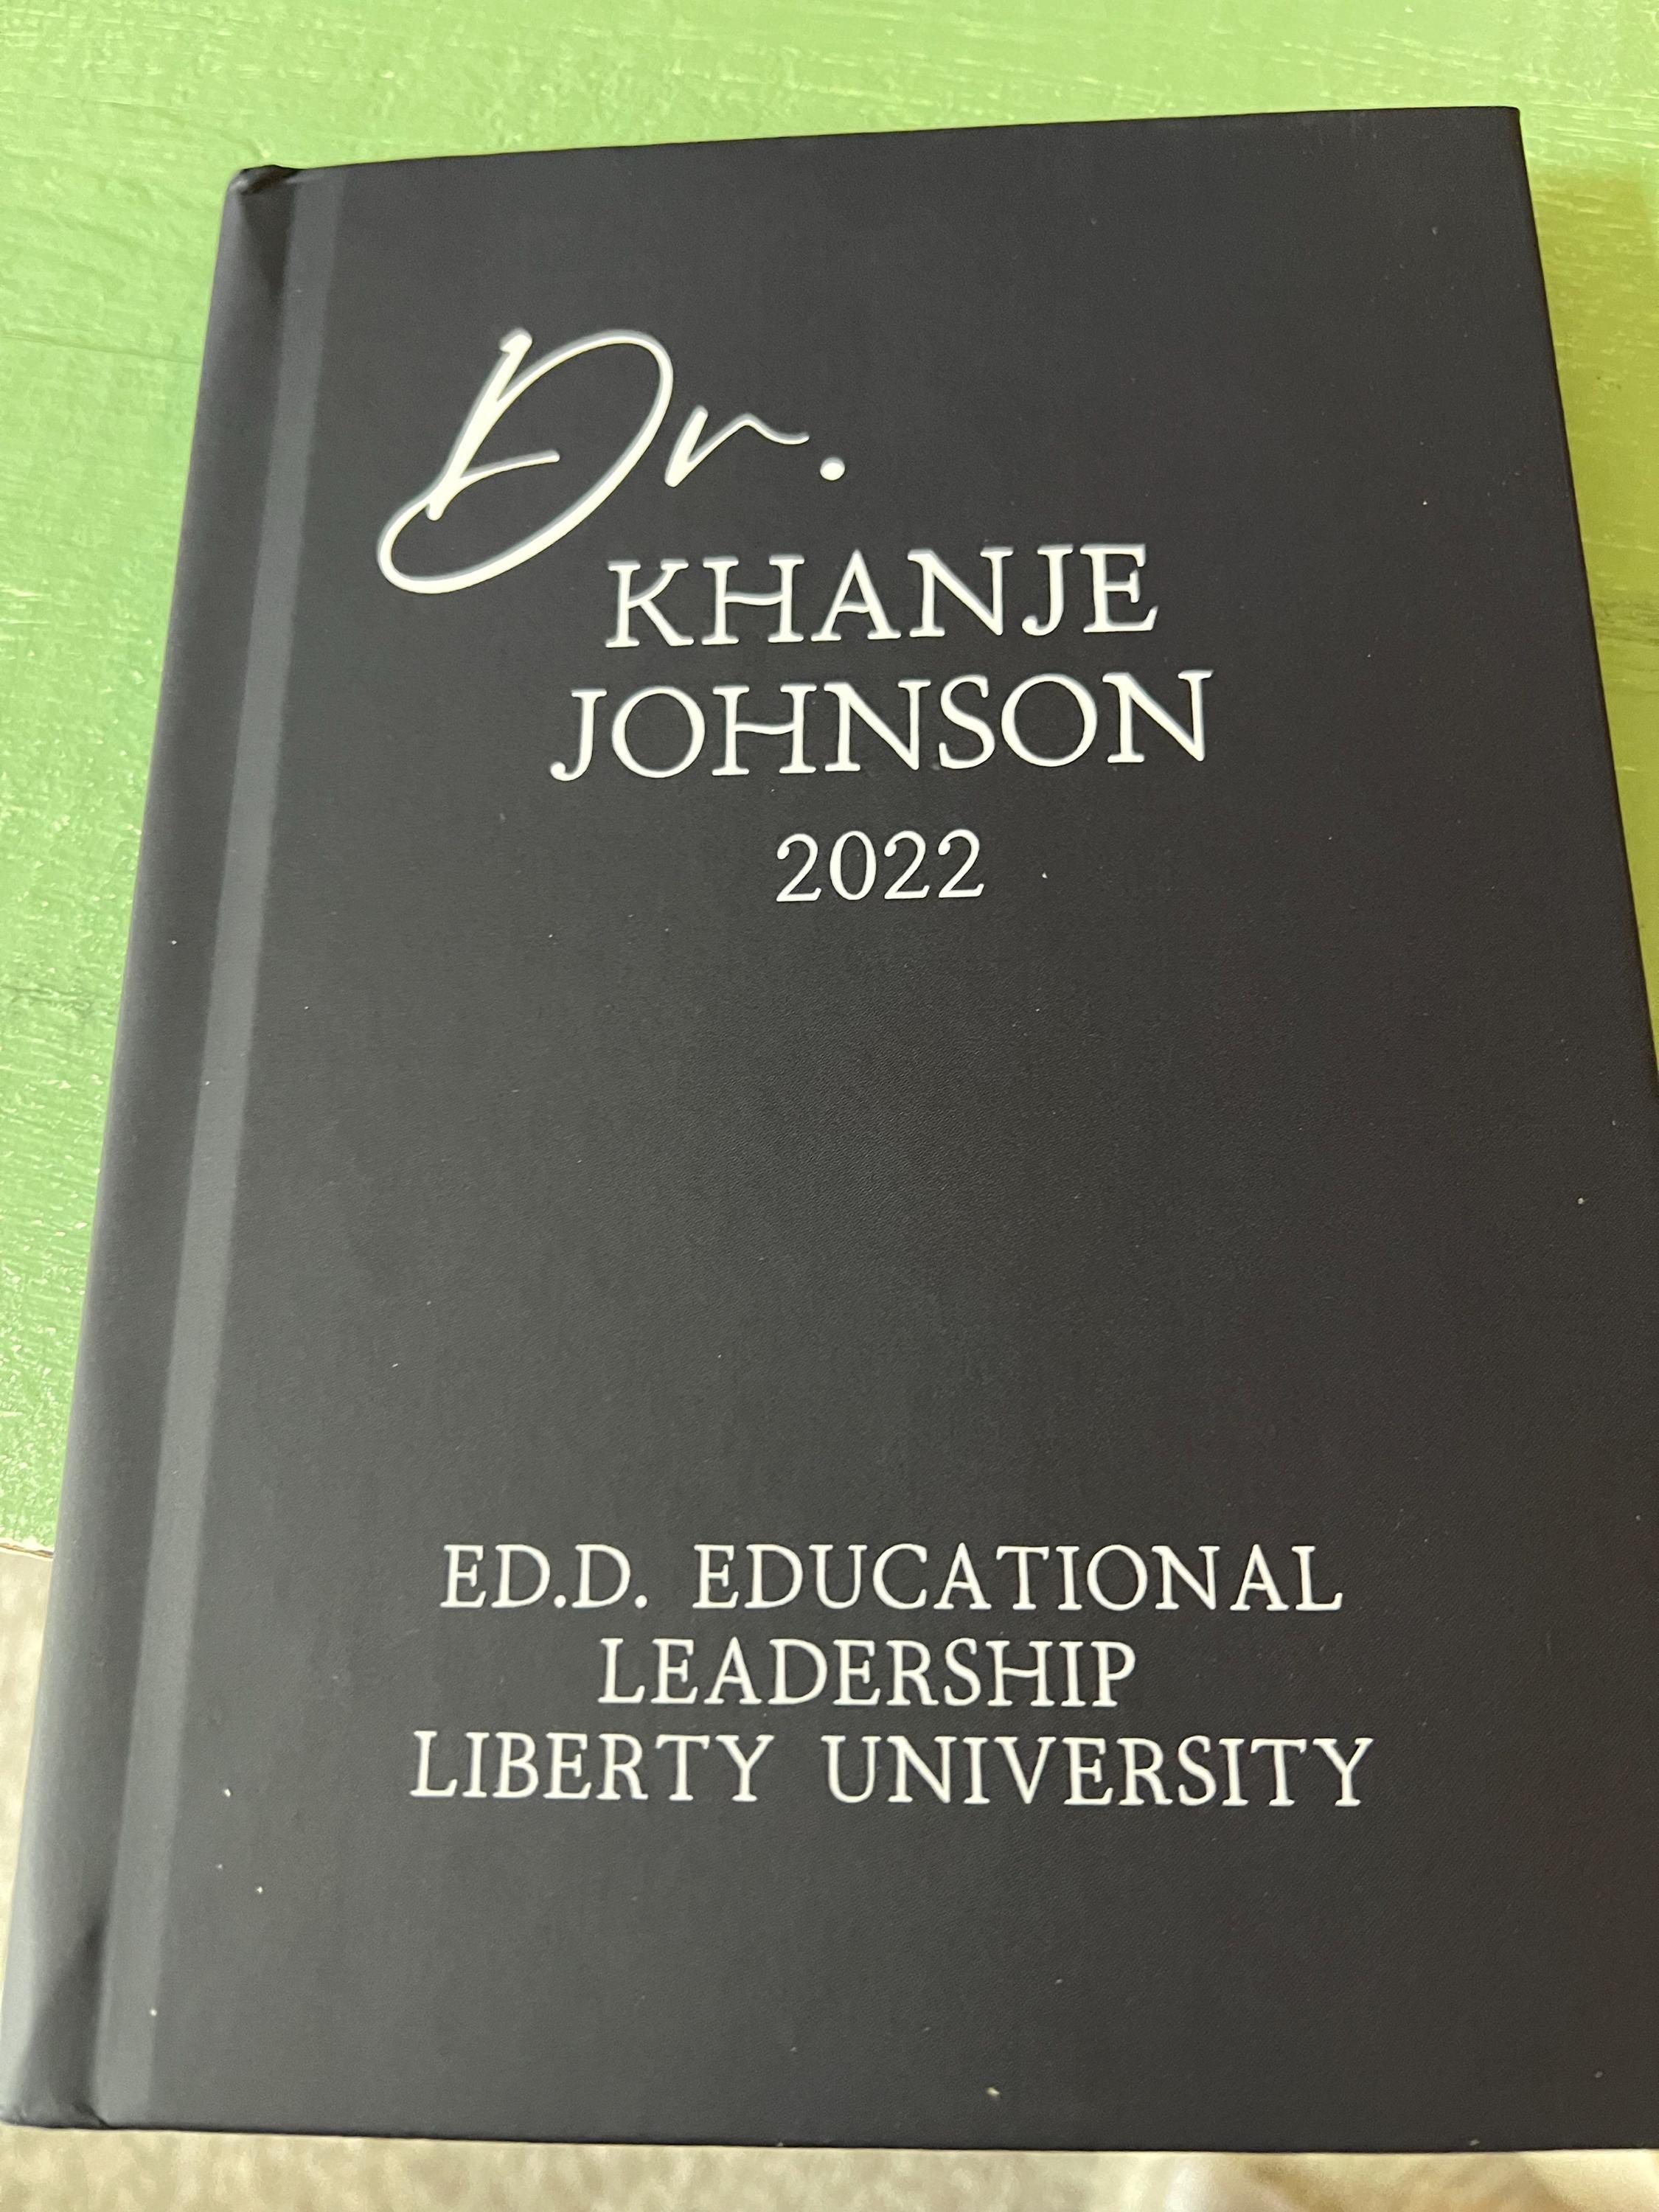 Dr.
KHANJE
JOHNSON
2022
ED.D. EDUCATIONAL
LEADERSHIP
LIBERTY UNIVERSITY